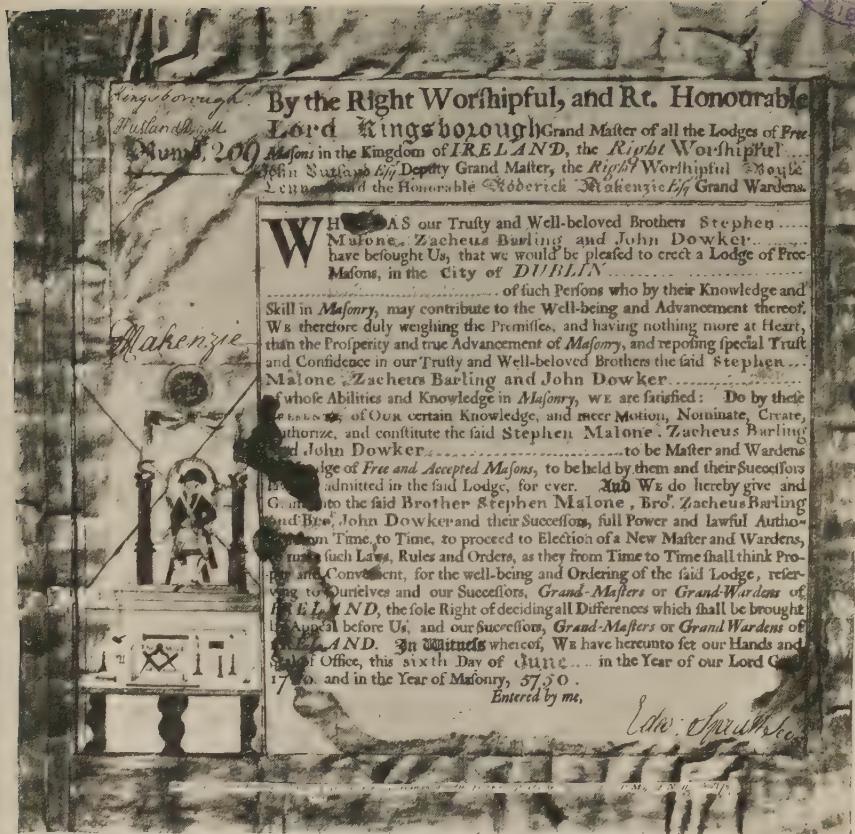 Kingsborough
Numb. 209
Makenzie
By the Right Worſhipful, and Rt. Honourable
Lord Kingsborough Grand Maſter of all the Lodges of Free-
Maſons in the Kingdom of IRELAND, the Right Worſhipful ....
John Putland Eſq Deputy Grand Maſter, the Right Worſhipful Boyle
Lennox and the Honorable Roderick Makenzie Eſq Grand Wardens.
WH AS our Truſty and Well-beloved Brothers Stephen ....
Malone. Zacheus Barling and John Dowker......
have beſought Us, that we would be pleaſed to erect a Lodge of Free-
Maſons, in the City of DUBLIN......................
.............................. of ſuch Perſons who by their Knowledge and
Skill in Maſonry, may contribute to the Well-being and Advancement thereof.
WE therefore duly weighing the Premiſſes, and having nothing more at Heart,
than the Proſperity and true Advancement of Maſonry, and repoſing ſpecial Truſt
and Confidence in our Truſty and Well-beloved Brothers the ſaid Stephen...
Malone. Zacheus Barling and John Dowker......................
of whoſe Abilities and Knowledge in Maſonry, WE are ſatisfied: Do by theſe
of OUR certain Knowledge, and meer Motion, Nominate, Create,
Authorize, and conſtitute the ſaid Stephen Malone. Zacheus Barling
John Dowker..............................to be Maſter and Wardens
of Free and Accepted Maſons, to be held by them and their Succeſſors
admitted in the ſaid Lodge, for ever. And WE do hereby give and
to the ſaid Brother Stephen Malone, Bro.r Zacheus Barling
and Bro.r John Dowker and their Succeſſors, full Power and lawful Autho-
from Time, to Time, to proceed to Election of a New Maſter and Wardens,
make ſuch Laws, Rules and Orders, as they from Time to Time ſhall think Pro-
per and Convenient, for the well-being and Ordering of the ſaid Lodge, reſer-
ving to Ourſelves and our Succeſſors, Grand-Maſters or Grand-Wardens of
IRELAND, the ſole Right of deciding all Differences which ſhall be brought
by Appeal before Us, and our Succeſſors, Grand-Maſters or Grand Wardens of
IRELAND. In Witneſs whereof, WE have hereunto ſet our Hands and
of Office, this sixth Day of June.... in the Year of our Lord
and in the Year of Maſonry, 5750.
Entered by me,
Edw. Spratt Sec